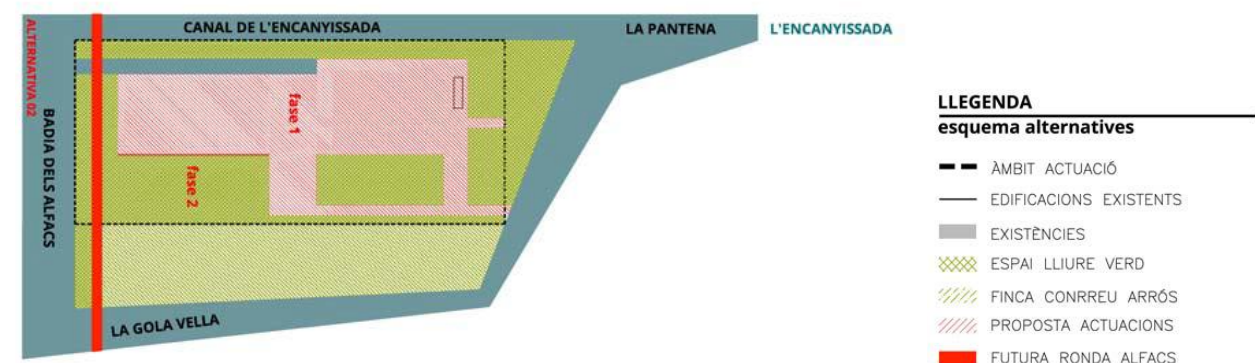 CANAL DE L'ENCANYISSADA
LA PANTENA
L'ENCANYISSADA
ALTERNATIVA 02
BADIA DELS ALFACS
fase 1
fase 2
LA GOLA VELLA
LLEGENDA
esquema alternatives
ÀMBIT ACTUACIÓ
EDIFICACIONS EXISTENTS
EXISTÈNCIES
ESPAI LLIURE VERD
FINCA CONRREU ARRÓS
PROPOSTA ACTUACIONS
FUTURA RONDA ALFACS